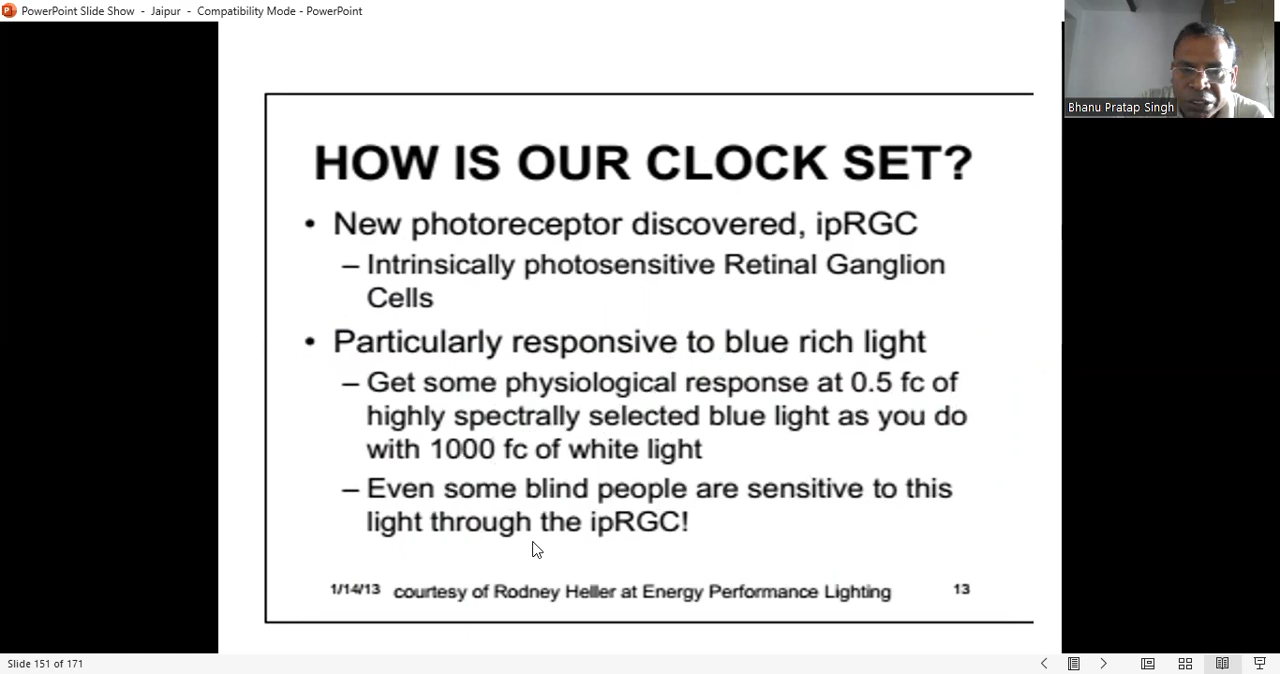 PowerPoint Slide Show - Jaipur - Compatibility Mode - PowerPoint
Bhanu Pratap Singh
HOW IS OUR CLOCK SET?
• New photoreceptor discovered, ipRGC
– Intrinsically photosensitive Retinal Ganglion
Cells
• Particularly responsive to blue rich light
– Get some physiological response at 0.5 fc of
highly spectrally selected blue light as you do
with 1000 fc of white light
– Even some blind people are sensitive to this
light through the ipRGC!
1/14/13 courtesy of Rodney Heller at Energy Performance Lighting 13
Slide 151 of 171